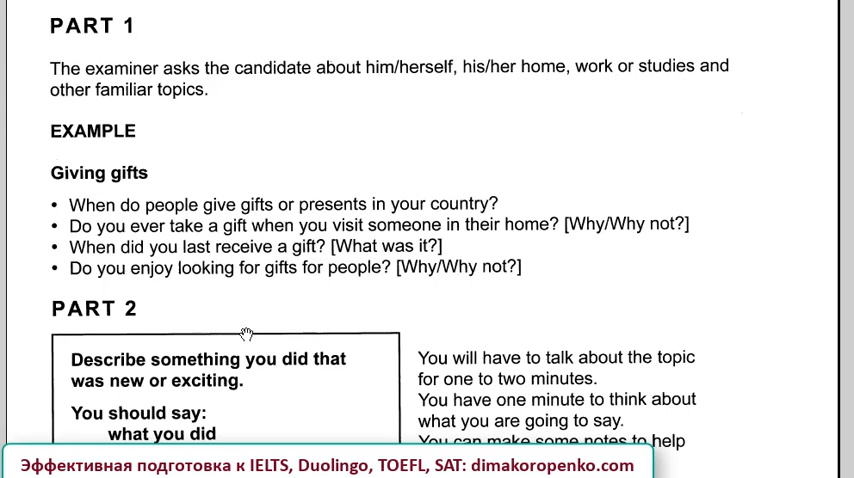 PART 1
The examiner asks the candidate about him/herself, his/her home, work or studies and
other familiar topics.
EXAMPLE
Giving gifts
• When do people give gifts or presents in your country?
• Do you ever take a gift when you visit someone in their home? [Why/Why not?]
• When did you last receive a gift? [What was it?]
• Do you enjoy looking for gifts for people? [Why/Why not?]
PART 2
Describe something you did that
was new or exciting.
You should say:
what you did
You will have to talk about the topic
for one to two minutes.
You have one minute to think about
what you are going to say.
You can make some notes to help
Эффективная подготовка к IELTS, Duolingo, TOEFL, SAT: dimakoropenko.com